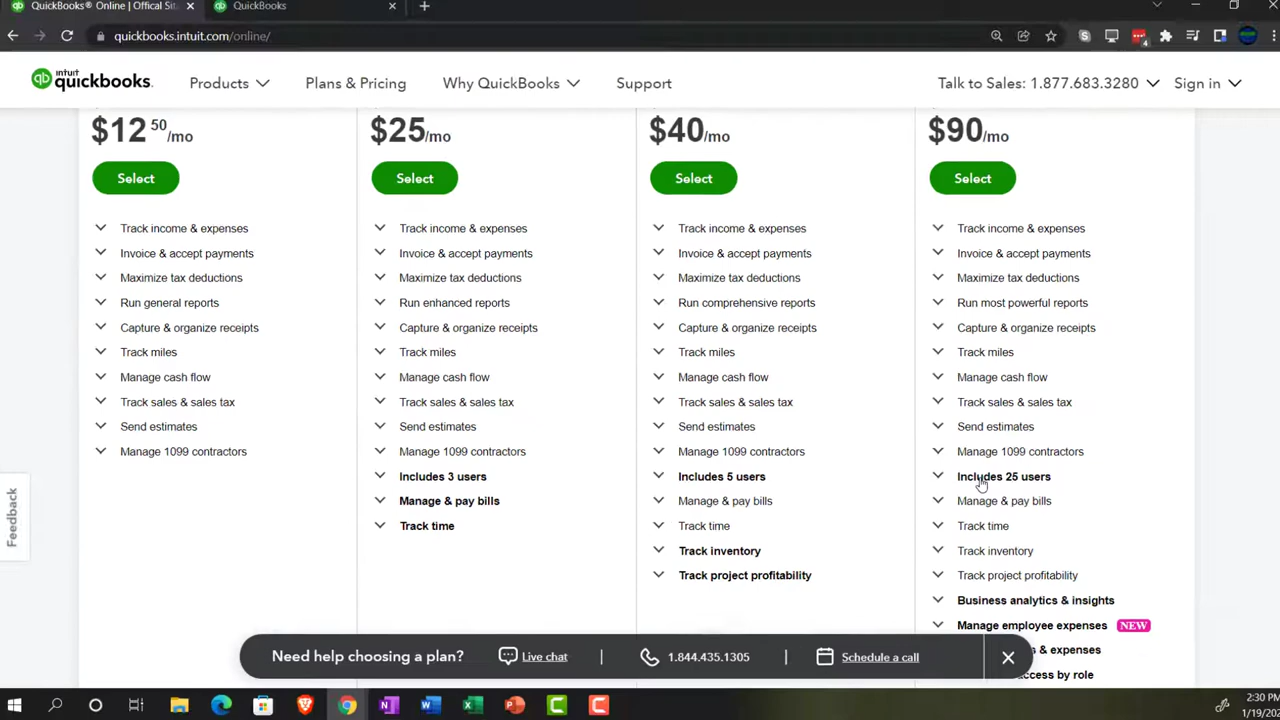 QuickBooks® Online | Offical Sit
QuickBooks
quickbooks.intuit.com/online/
4
intuit
qb quickbooks.
Products
Plans & Pricing
Why QuickBooks
Support
Talk to Sales: 1.877.683.3280
Sign in
$12 50 /mo
$25/mo
$40/mo
$90/mo
Select
Select
Select
Select
Track income & expenses
Track income & expenses
Track income & expenses
Track income & expenses
Invoice & accept payments
Invoice & accept payments
Invoice & accept payments
Invoice & accept payments
Maximize tax deductions
Maximize tax deductions
Maximize tax deductions
Maximize tax deductions
Run general reports
Run enhanced reports
Run comprehensive reports
Run most powerful reports
Capture & organize receipts
Capture & organize receipts
Capture & organize receipts
Capture & organize receipts
Track miles
Track miles
Track miles
Track miles
Manage cash flow
Manage cash flow
Manage cash flow
Manage cash flow
Track sales & sales tax
Track sales & sales tax
Track sales & sales tax
Track sales & sales tax
Send estimates
Send estimates
Send estimates
Send estimates
Manage 1099 contractors
Manage 1099 contractors
Manage 1099 contractors
Manage 1099 contractors
Includes 3 users
Includes 5 users
Includes 25 users
Manage & pay bills
Manage & pay bills
Manage & pay bills
Track time
Track time
Track time
Track inventory
Track inventory
Track project profitability
Track project profitability
Business analytics & insights
Manage employee expenses NEW
s & expenses
access by role
Feedback
Need help choosing a plan?
Live chat
1.844.435.1305
Schedule a call
2:30 PM
1/19/202